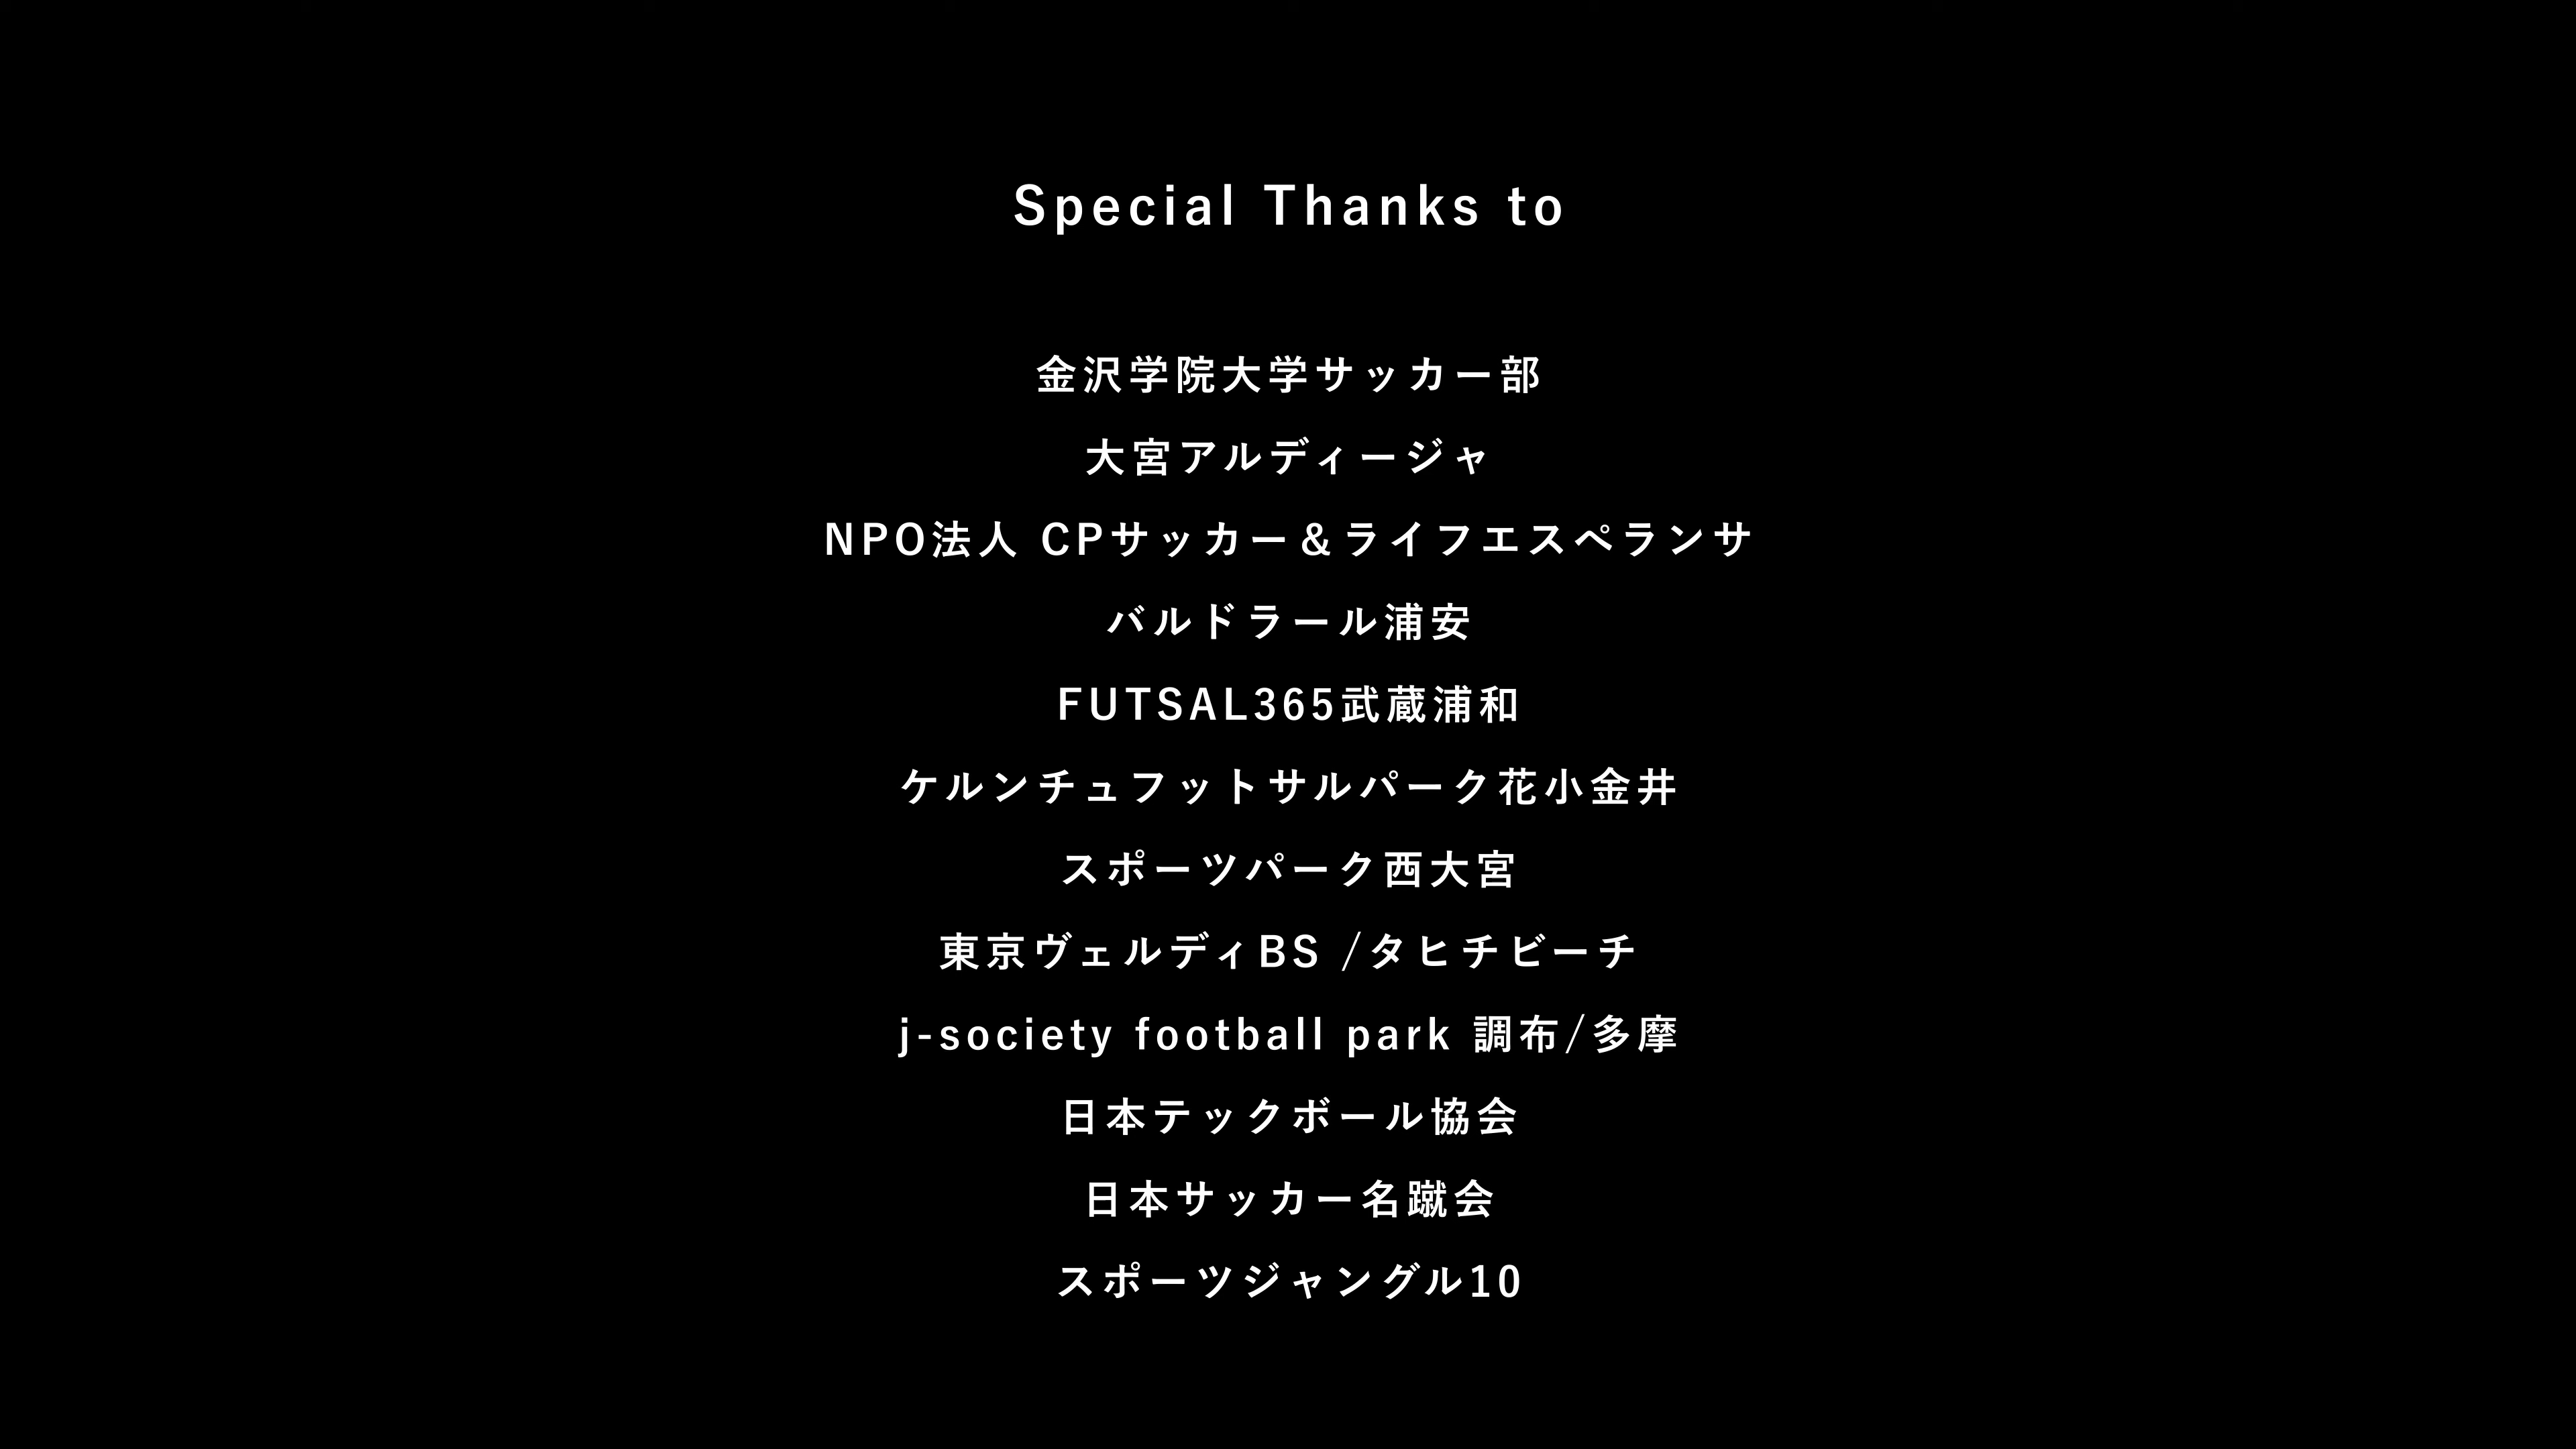 Special Thanks to
金沢学院大学サッカー部
大宮アルディージャ
NPO法人 CPサッカー＆ライフエスペランサ
バルドラール浦安
FUTSAL365武蔵浦和
ケルンチュフットサルパーク花小金井
スポーツパーク西大宮
東京ヴェルディBS /タヒチビーチ
j-society football park 調布/多摩
日本テックボール協会
日本サッカー名蹴会
スポーツジャングル10